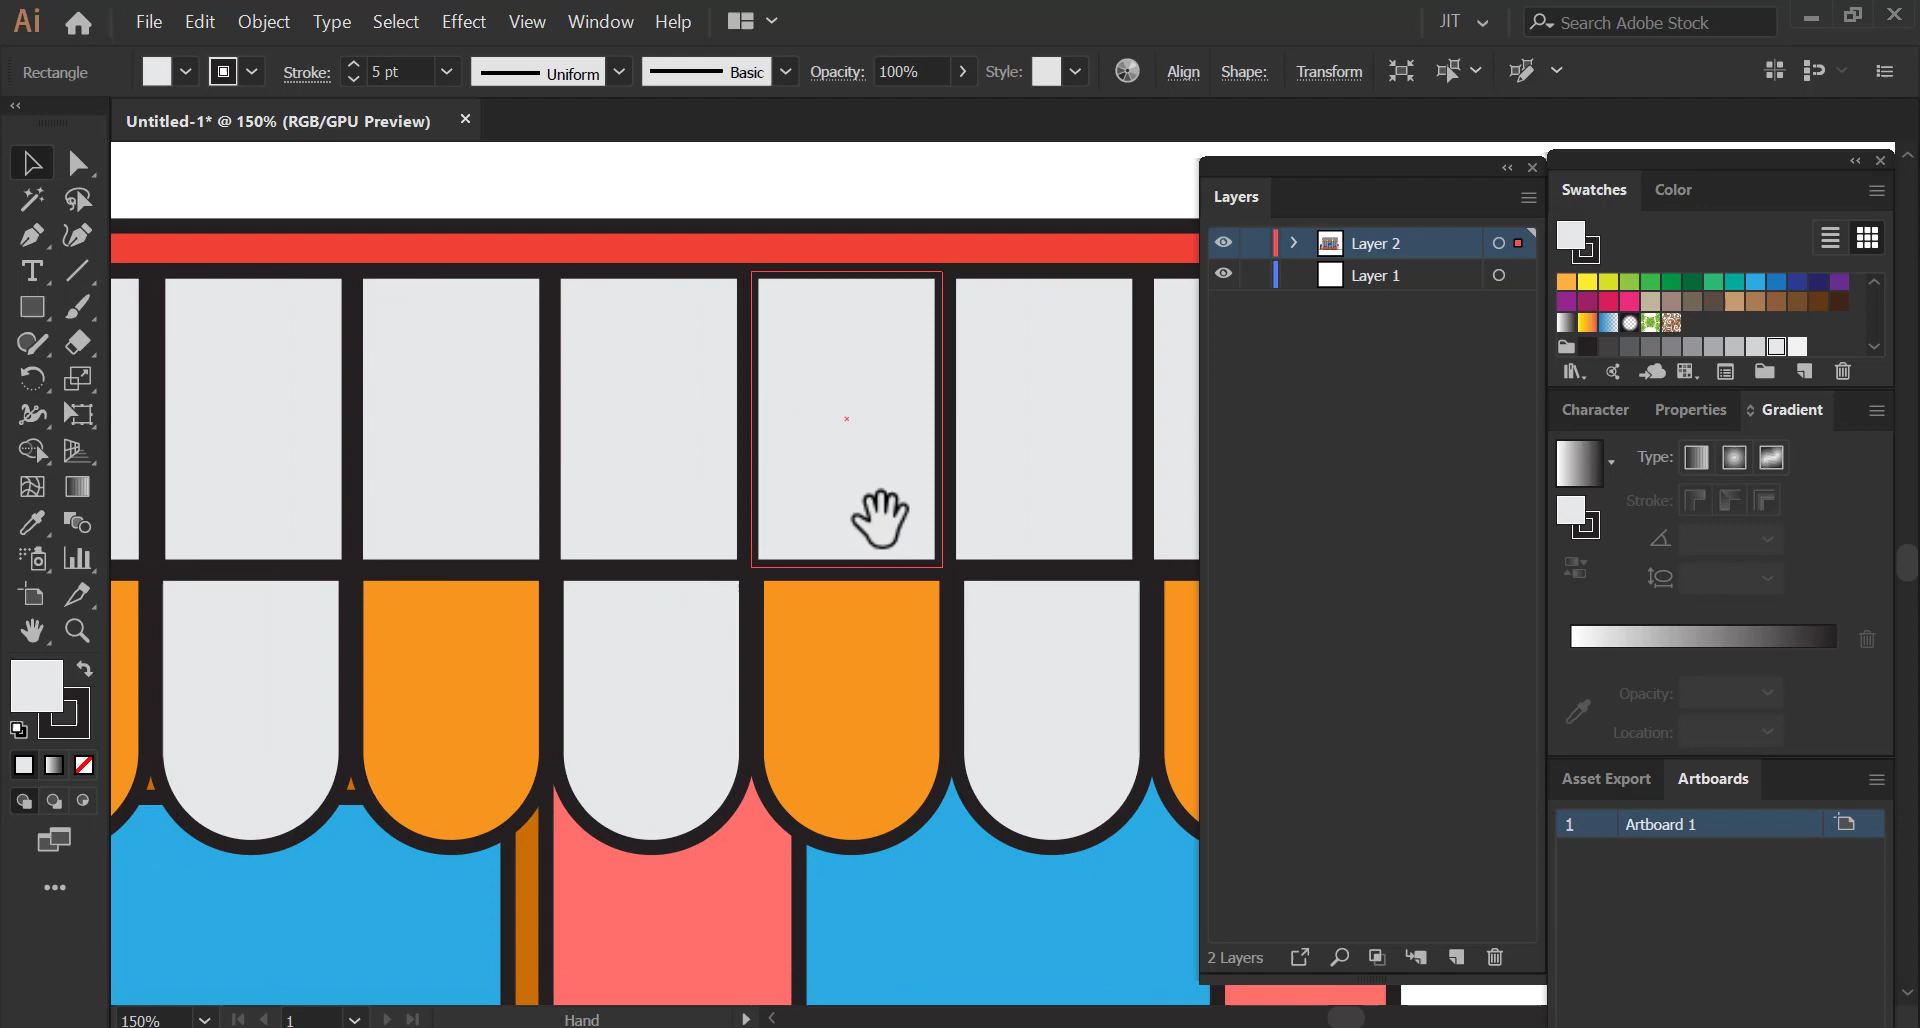 Ai File Edit Object Type Select Effect View Window Help JIT Search Adobe Stock
Rectangle Stroke: 5 pt Uniform Basic Opacity: 100% Style: Align Shape: Transform
Untitled-1* @ 150% (RGB/GPU Preview)
Layers
Layer 2
Layer 1
2 Layers
Swatches Color
Character Properties Gradient
Type:
Stroke:
Opacity:
Location:
Asset Export Artboards
1 Artboard 1
150% 1 Hand